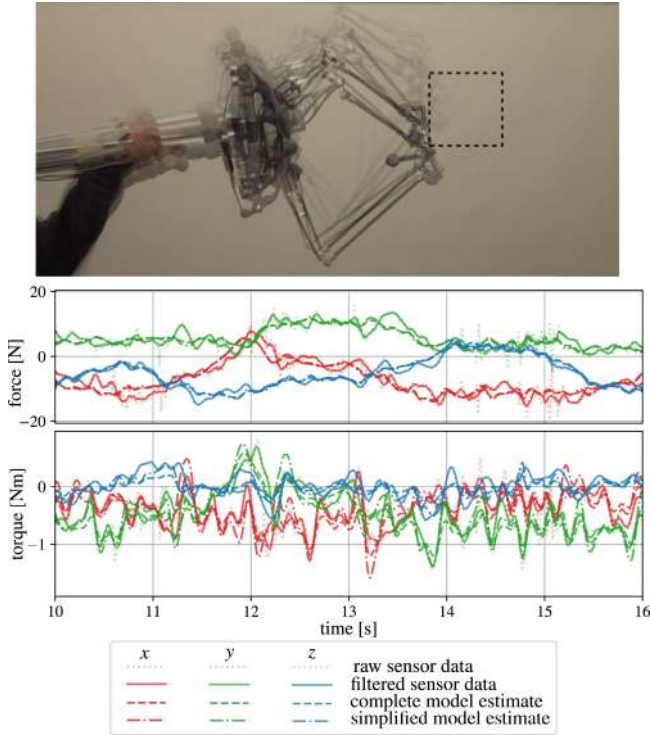 20
0
−20
force [N]
0
−1
torque [Nm]
10 11 12 13 14 15 16
time [s]
x y z
raw sensor data
filtered sensor data
complete model estimate
simplified model estimate